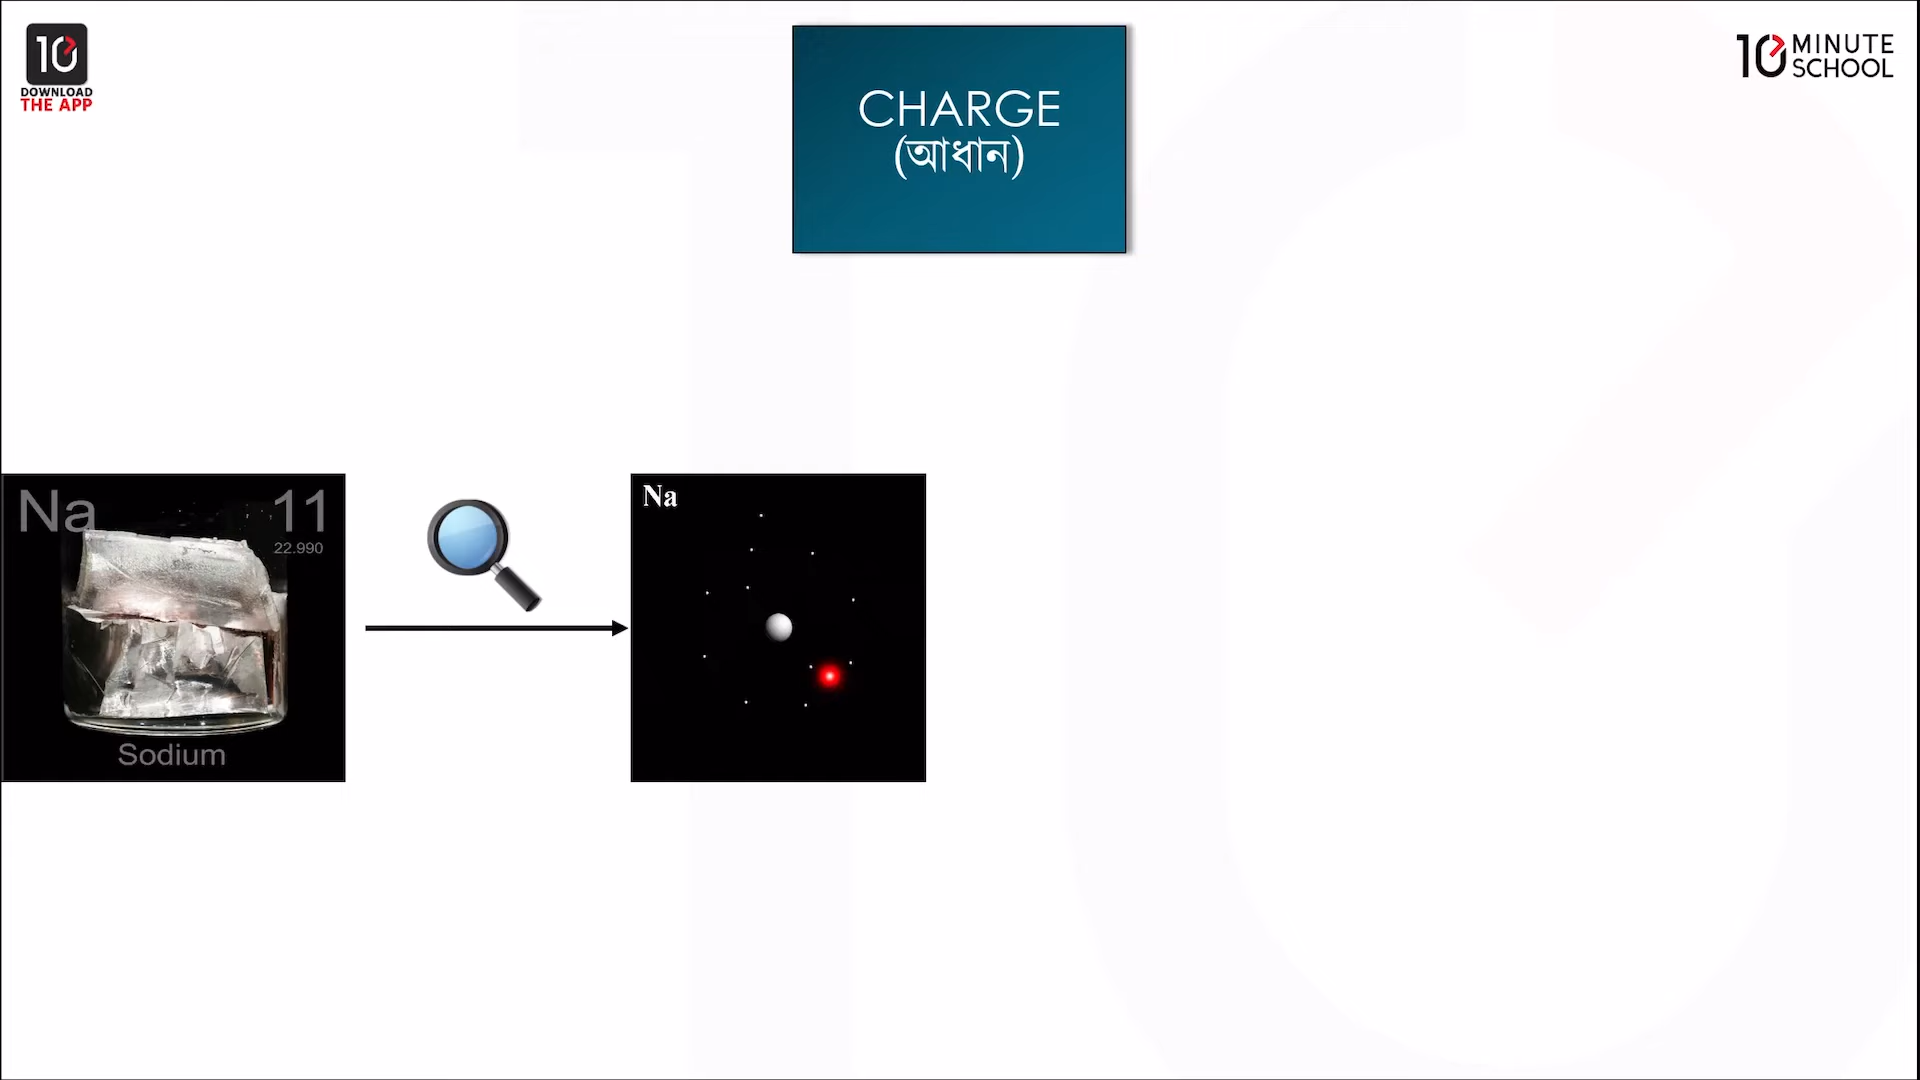 10
DOWNLOAD
THE APP
CHARGE
(আধান)
10 MINUTE
SCHOOL
Na
11
22.990
Sodium
Na